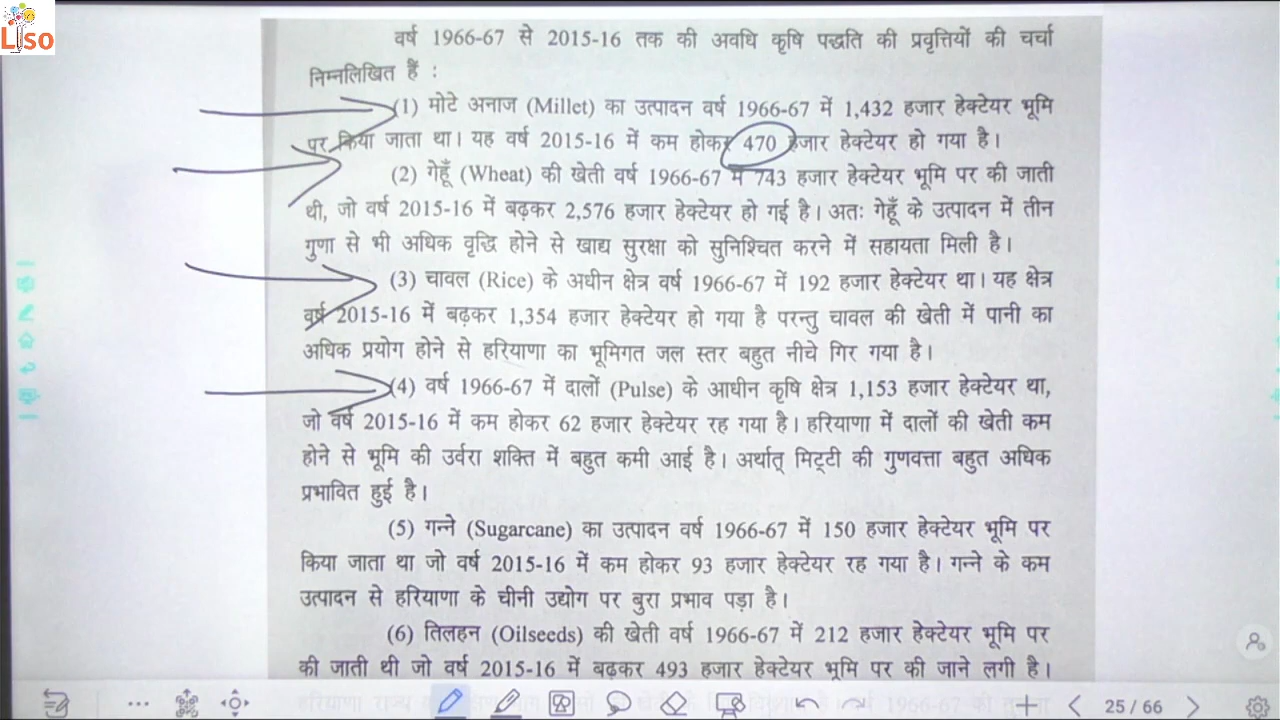 Liso
वर्ष 1966-67 से 2015-16 तक की अवधि कृषि पद्धति की प्रवृत्तियों की चर्चा
निम्नलिखित हैं :
(1) मोटे अनाज (Millet) का उत्पादन वर्ष 1966-67 में 1,432 हजार हेक्टेयर भूमि
पर किया जाता था। यह वर्ष 2015-16 में कम होकर 470 हजार हेक्टेयर हो गया है।
(2) गेहूँ (Wheat) की खेती वर्ष 1966-67 में 743 हजार हेक्टेयर भूमि पर की जाती
थी, जो वर्ष 2015-16 में बढ़कर 2,576 हजार हेक्टेयर हो गई है। अतः गेहूँ के उत्पादन में तीन
गुणा से भी अधिक वृद्धि होने से खाद्य सुरक्षा को सुनिश्चित करने में सहायता मिली है।
(3) चावल (Rice) के अधीन क्षेत्र वर्ष 1966-67 में 192 हजार हेक्टेयर था। यह क्षेत्र
वर्ष 2015-16 में बढ़कर 1,354 हजार हेक्टेयर हो गया है परन्तु चावल की खेती में पानी का
अधिक प्रयोग होने से हरियाणा का भूमिगत जल स्तर बहुत नीचे गिर गया है।
(4) वर्ष 1966-67 में दालों (Pulse) के आधीन कृषि क्षेत्र 1,153 हजार हेक्टेयर था,
जो वर्ष 2015-16 में कम होकर 62 हजार हेक्टेयर रह गया है। हरियाणा में दालों की खेती कम
होने से भूमि की उर्वरा शक्ति में बहुत कमी आई है। अर्थात् मिट्टी की गुणवत्ता बहुत अधिक
प्रभावित हुई है।
(5) गन्ने (Sugarcane) का उत्पादन वर्ष 1966-67 में 150 हजार हेक्टेयर भूमि पर
किया जाता था जो वर्ष 2015-16 में कम होकर 93 हजार हेक्टेयर रह गया है। गन्ने के कम
उत्पादन से हरियाणा के चीनी उद्योग पर बुरा प्रभाव पड़ा है।
(6) तिलहन (Oilseeds) की खेती वर्ष 1966-67 में 212 हजार हेक्टेयर भूमि पर
की जाती थी जो वर्ष 2015-16 में बढ़कर 493 हजार हेक्टेयर भूमि पर की जाने लगी है।
25 / 66